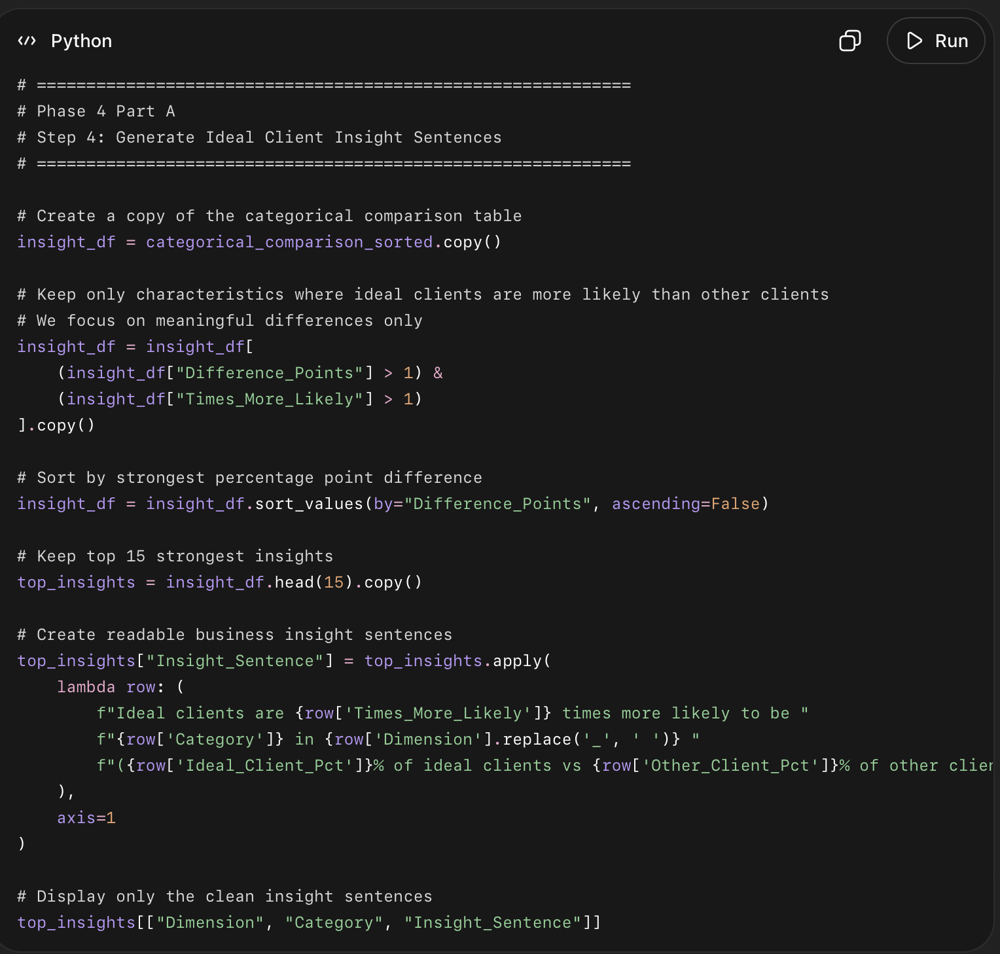 Python
Run
# ============================================================
# Phase 4 Part A
# Step 4: Generate Ideal Client Insight Sentences
# ============================================================
# Create a copy of the categorical comparison table
insight_df = categorical_comparison_sorted.copy()
# Keep only characteristics where ideal clients are more likely than other clients
# We focus on meaningful differences only
insight_df = insight_df[
    (insight_df["Difference_Points"] > 1) &
    (insight_df["Times_More_Likely"] > 1)
].copy()
# Sort by strongest percentage point difference
insight_df = insight_df.sort_values(by="Difference_Points", ascending=False)
# Keep top 15 strongest insights
top_insights = insight_df.head(15).copy()
# Create readable business insight sentences
top_insights["Insight_Sentence"] = top_insights.apply(
    lambda row: (
        f"Ideal clients are {row['Times_More_Likely']} times more likely to be "
        f"{row['Category']} in {row['Dimension'].replace('_', ' ')} "
        f"({row['Ideal_Client_Pct']}% of ideal clients vs {row['Other_Client_Pct']}% of other
    ),
    axis=1
)
# Display only the clean insight sentences
top_insights[["Dimension", "Category", "Insight_Sentence"]]